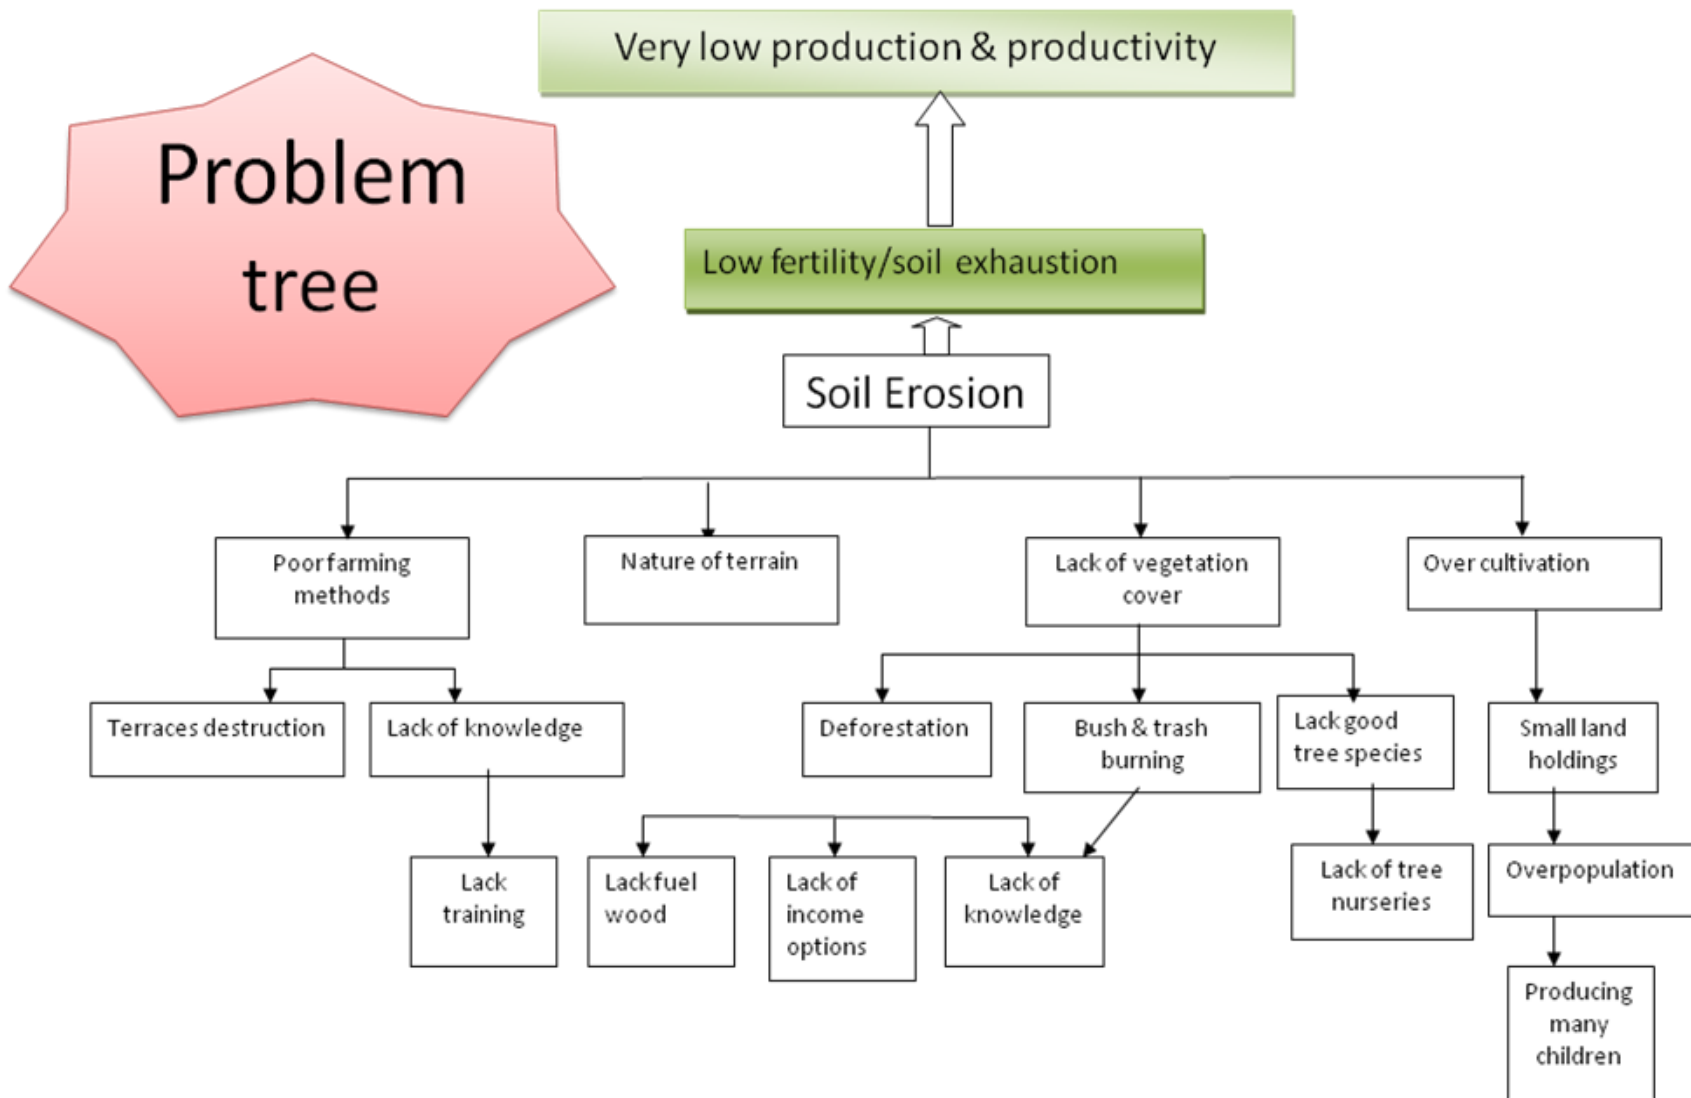 Very low production & productivity
Problem
tree
Low fertility/soil exhaustion
Soil Erosion
Poor farming
methods
Nature of terrain
Lack of vegetation
cover
Over cultivation
Terraces destruction
Lack of knowledge
Deforestation
Bush & trash
burning
Lack good
tree species
Small land
holdings
Lack
training
Lack fuel
wood
Lack of
income
options
Lack of
knowledge
Lack of tree
nurseries
Overpopulation
Producing
many
children